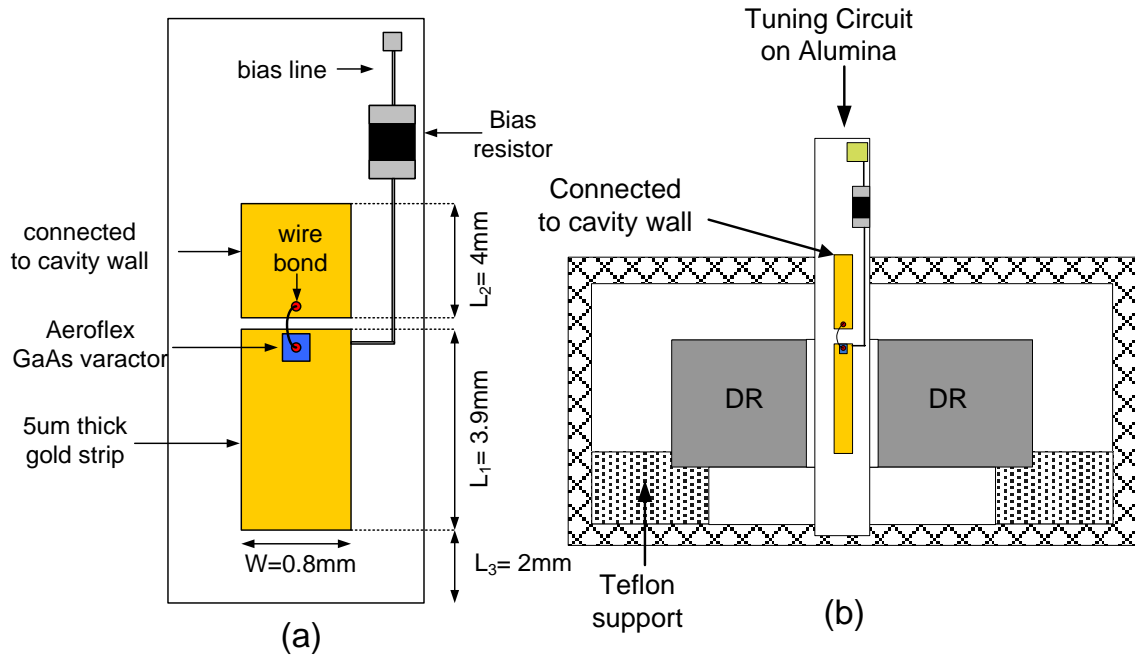 bias line
Bias
resistor
connected
to cavity wall
wire
bond
L₂= 4mm
Aeroflex
GaAs varactor
5um thick
gold strip
L₁= 3.9mm
W=0.8mm
L₃= 2mm
(a)
Tuning Circuit
on Alumina
Connected
to cavity wall
DR
DR
Teflon
support
(b)